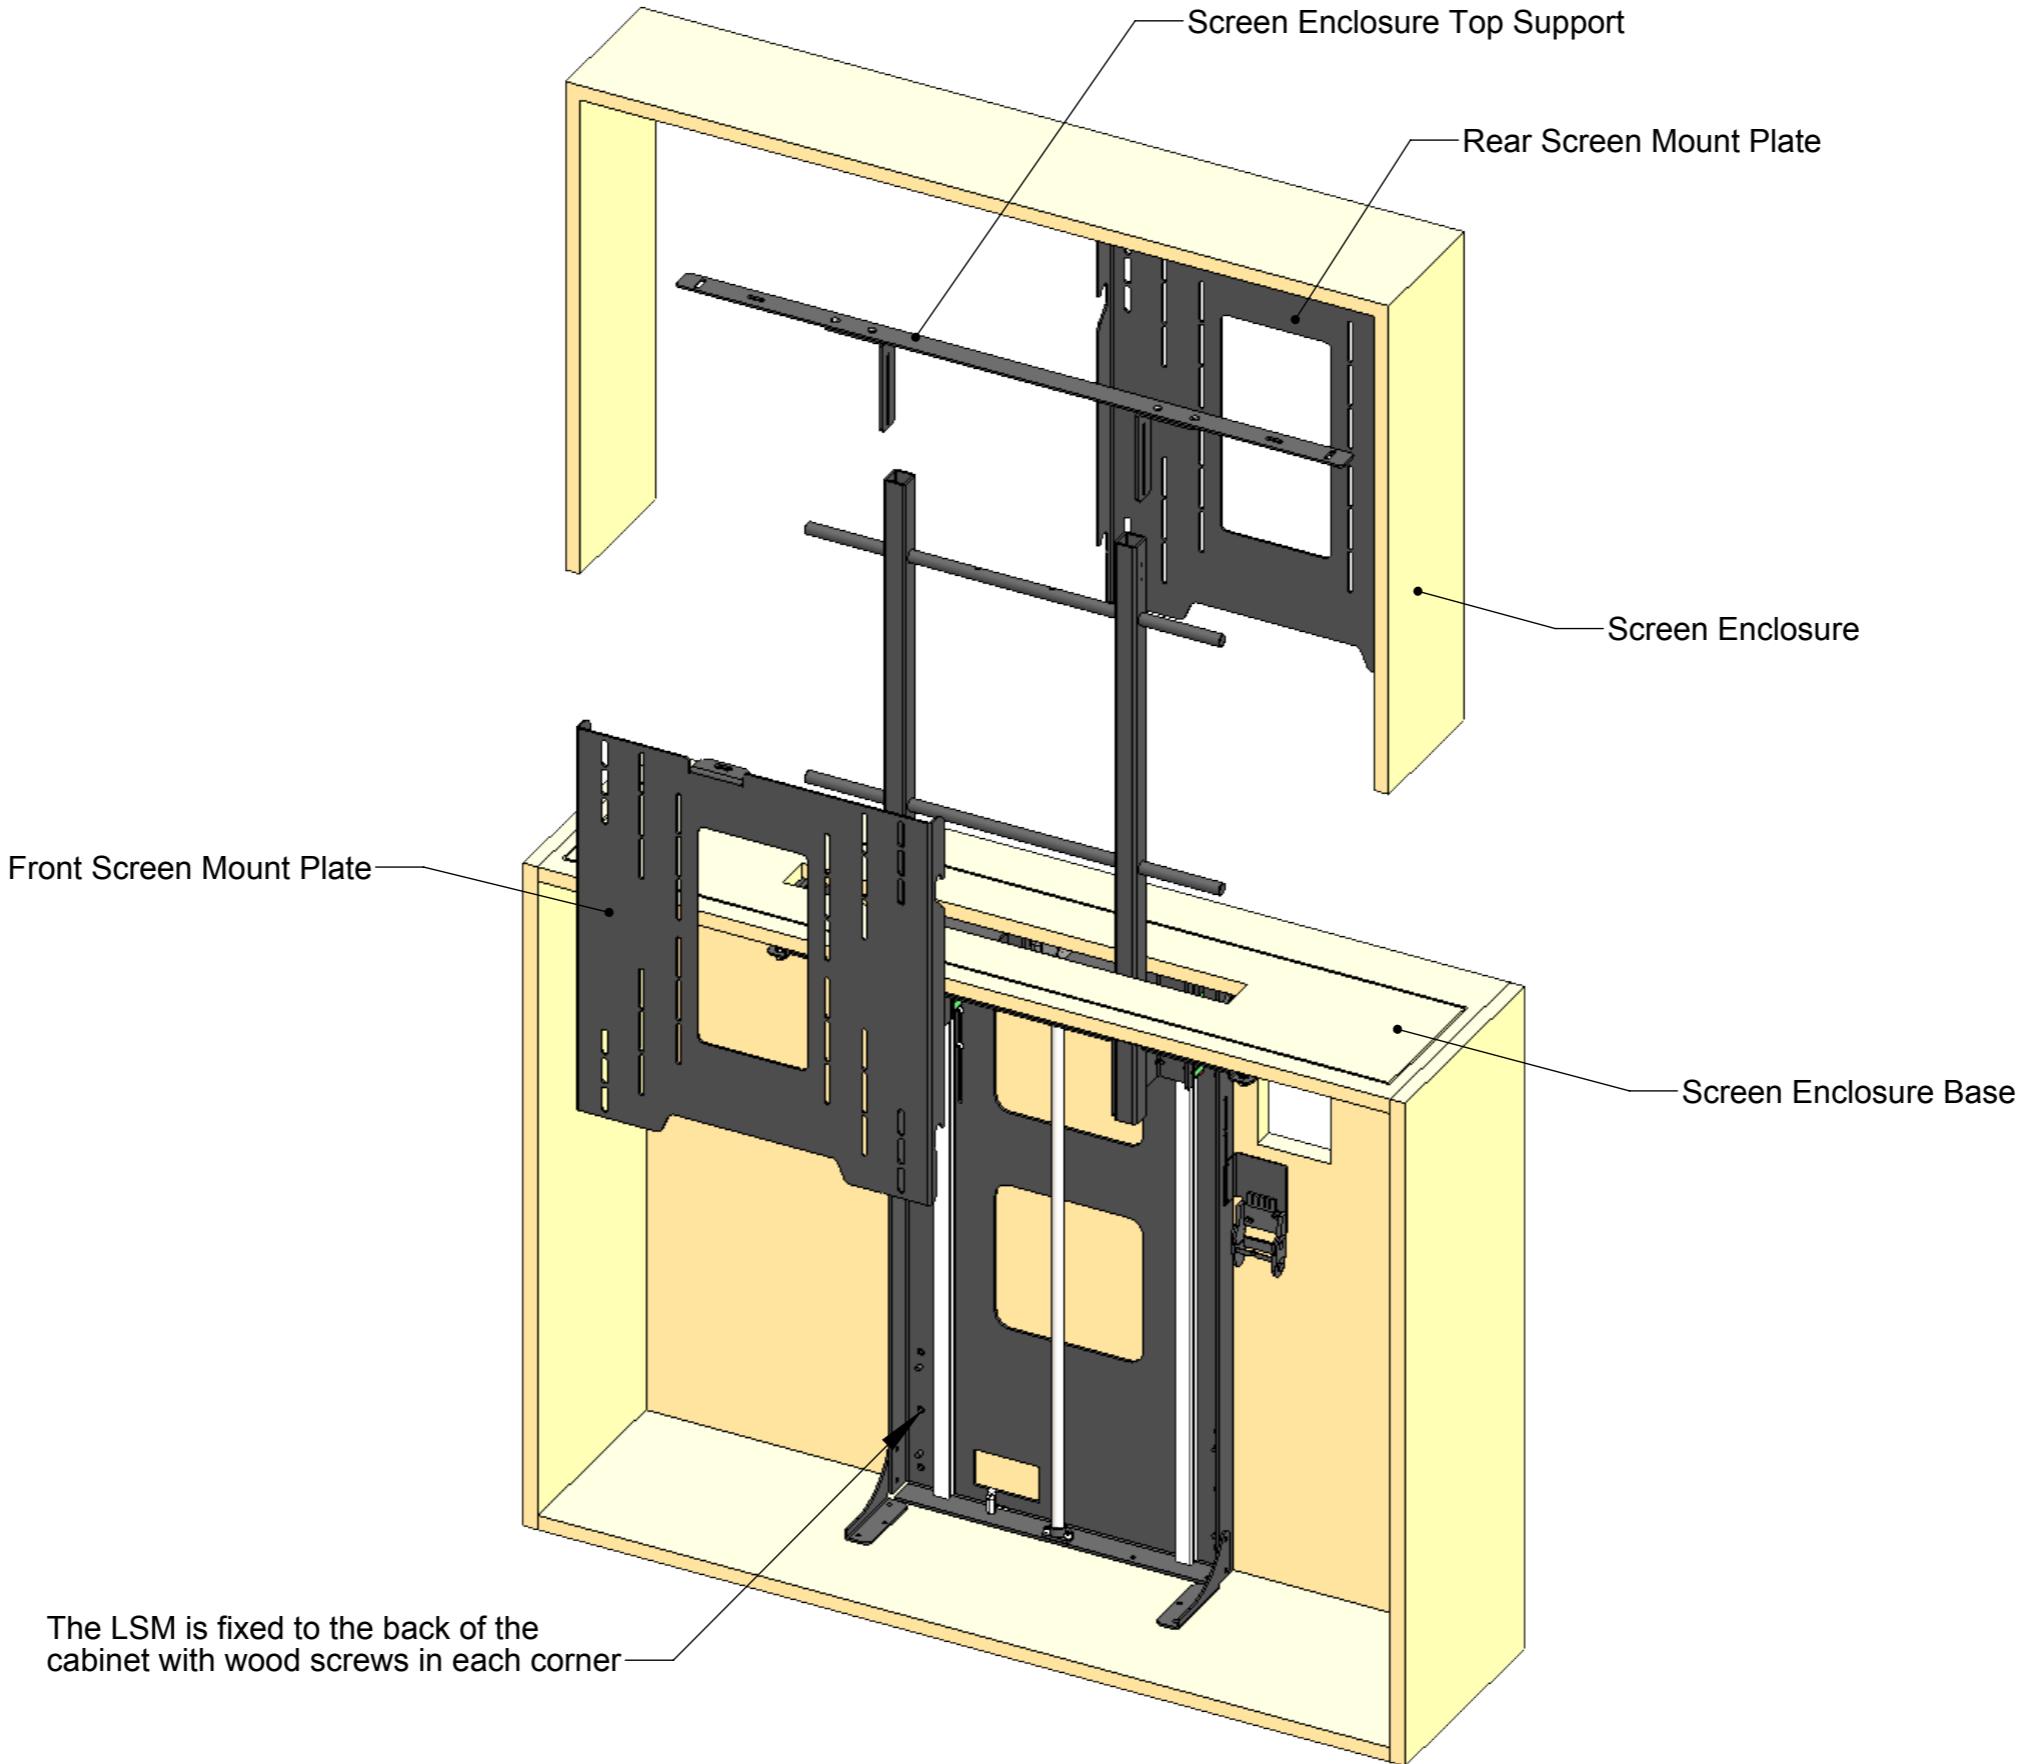 Screen Enclosure Top Support
Rear Screen Mount Plate
Screen Enclosure
Front Screen Mount Plate
Screen Enclosure Base
The LSM is fixed to the back of the
cabinet with wood screws in each corner